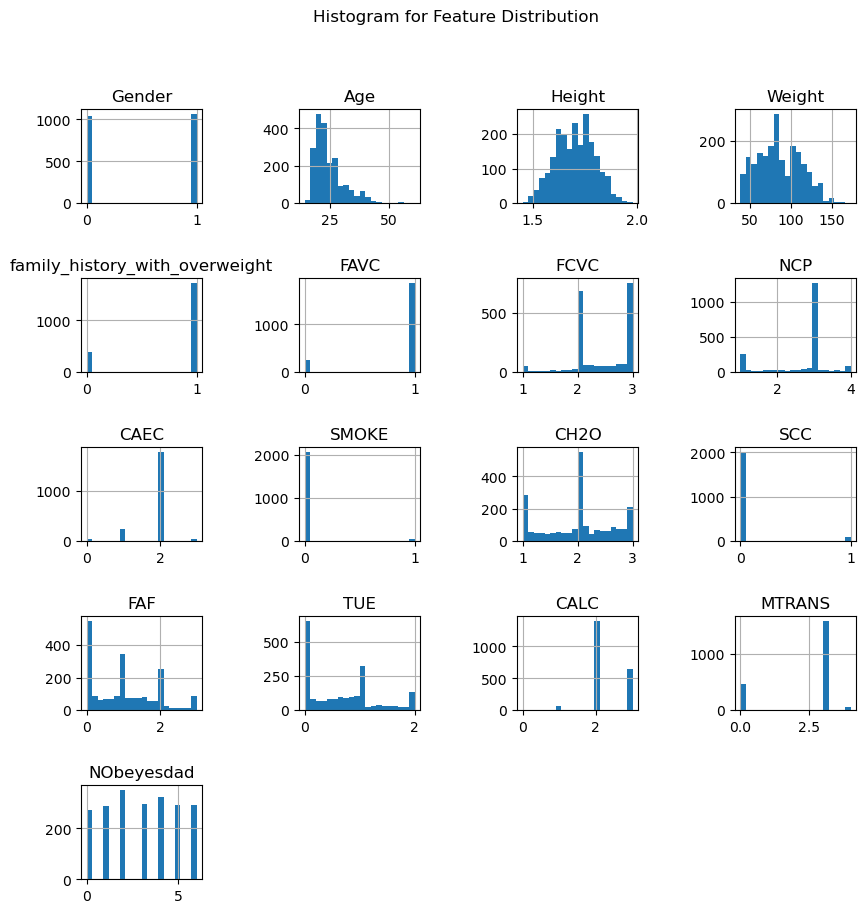 Histogram for Feature Distribution
Gender Age Height Weight
1000 400 200 200
500 200 100
0 0 0 0
0 1 25 50 1.5 2.0 50 100 150
family_history_with_overweight FAVC FCVC NCP
1000 1000 500 1000
500
0 0 0 0
0 1 0 1 1 2 3 2 4
CAEC SMOKE CH2O SCC
2000 400 2000
1000 1000 200 1000
0 0 0 0
0 2 0 1 1 2 3 0 1
FAF TUE CALC MTRANS
400 500 1000 1000
200 250 500
0 0 0 0
0 2 0 2 0 2 0.0 2.5
NObeyesdad
200
0
0 5